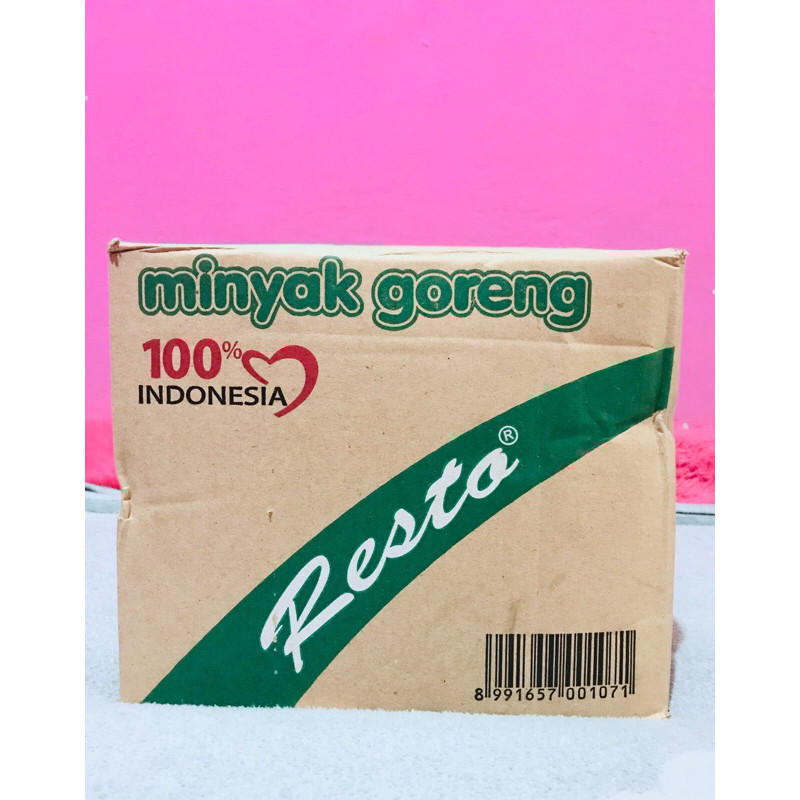 minyak goreng
100%
INDONESIA
Resto®
8 991657 001071